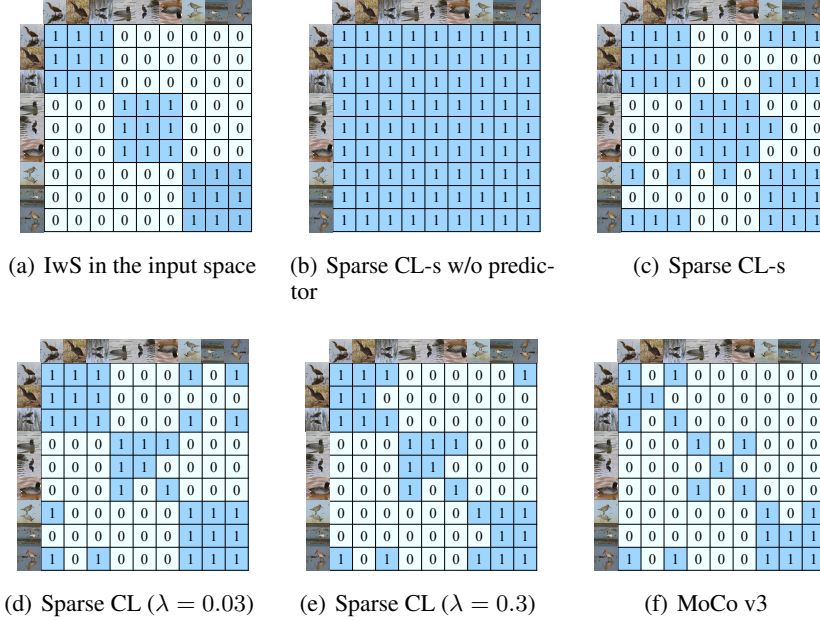 1 1 1 0 0 0 0 0 0
1 1 1 0 0 0 0 0 0
1 1 1 0 0 0 0 0 0
0 0 0 1 1 1 0 0 0
0 0 0 1 1 1 0 0 0
0 0 0 1 1 1 0 0 0
0 0 0 0 0 0 1 1 1
0 0 0 0 0 0 1 1 1
0 0 0 0 0 0 1 1 1
(a) IwS in the input space
1 1 1 1 1 1 1 1 1
1 1 1 1 1 1 1 1 1
1 1 1 1 1 1 1 1 1
1 1 1 1 1 1 1 1 1
1 1 1 1 1 1 1 1 1
1 1 1 1 1 1 1 1 1
1 1 1 1 1 1 1 1 1
1 1 1 1 1 1 1 1 1
1 1 1 1 1 1 1 1 1
(b) Sparse CL-s w/o predic-
tor
1 1 1 0 0 0 1 1 1
1 1 1 0 0 0 0 0 0
1 1 1 0 0 0 1 1 1
0 0 0 1 1 1 0 0 0
0 0 0 1 1 1 1 0 0
0 0 0 1 1 1 0 0 0
1 0 1 0 1 0 1 1 1
0 0 0 0 0 0 1 1 1
1 1 1 0 0 0 1 1 1
(c) Sparse CL-s
1 1 1 0 0 0 1 0 1
1 1 1 0 0 0 0 0 0
1 1 1 0 0 0 1 0 1
0 0 0 1 1 1 0 0 0
0 0 0 1 1 0 0 0 0
0 0 0 1 0 1 0 0 0
1 0 0 0 0 0 1 1 1
0 0 0 0 0 0 1 1 1
1 0 1 0 0 0 1 1 1
(d) Sparse CL (λ = 0.03)
1 1 1 0 0 0 0 0 1
1 1 0 0 0 0 0 0 0
1 1 1 0 0 0 0 0 0
0 0 0 1 1 1 0 0 0
0 0 0 1 1 0 0 0 0
0 0 0 1 0 1 0 0 0
0 0 0 0 0 0 1 1 1
0 0 0 0 0 0 0 1 1
1 0 1 0 0 0 1 1 1
(e) Sparse CL (λ = 0.3)
1 0 1 0 0 0 0 0 0
1 1 0 0 0 0 0 0 0
1 0 1 0 0 0 0 0 0
0 0 0 1 0 1 0 0 0
0 0 0 0 1 0 0 0 0
0 0 0 1 0 1 0 0 0
0 0 0 0 0 0 1 0 1
0 0 0 0 0 0 1 1 1
1 0 1 0 0 0 1 1 1
(f) MoCo v3